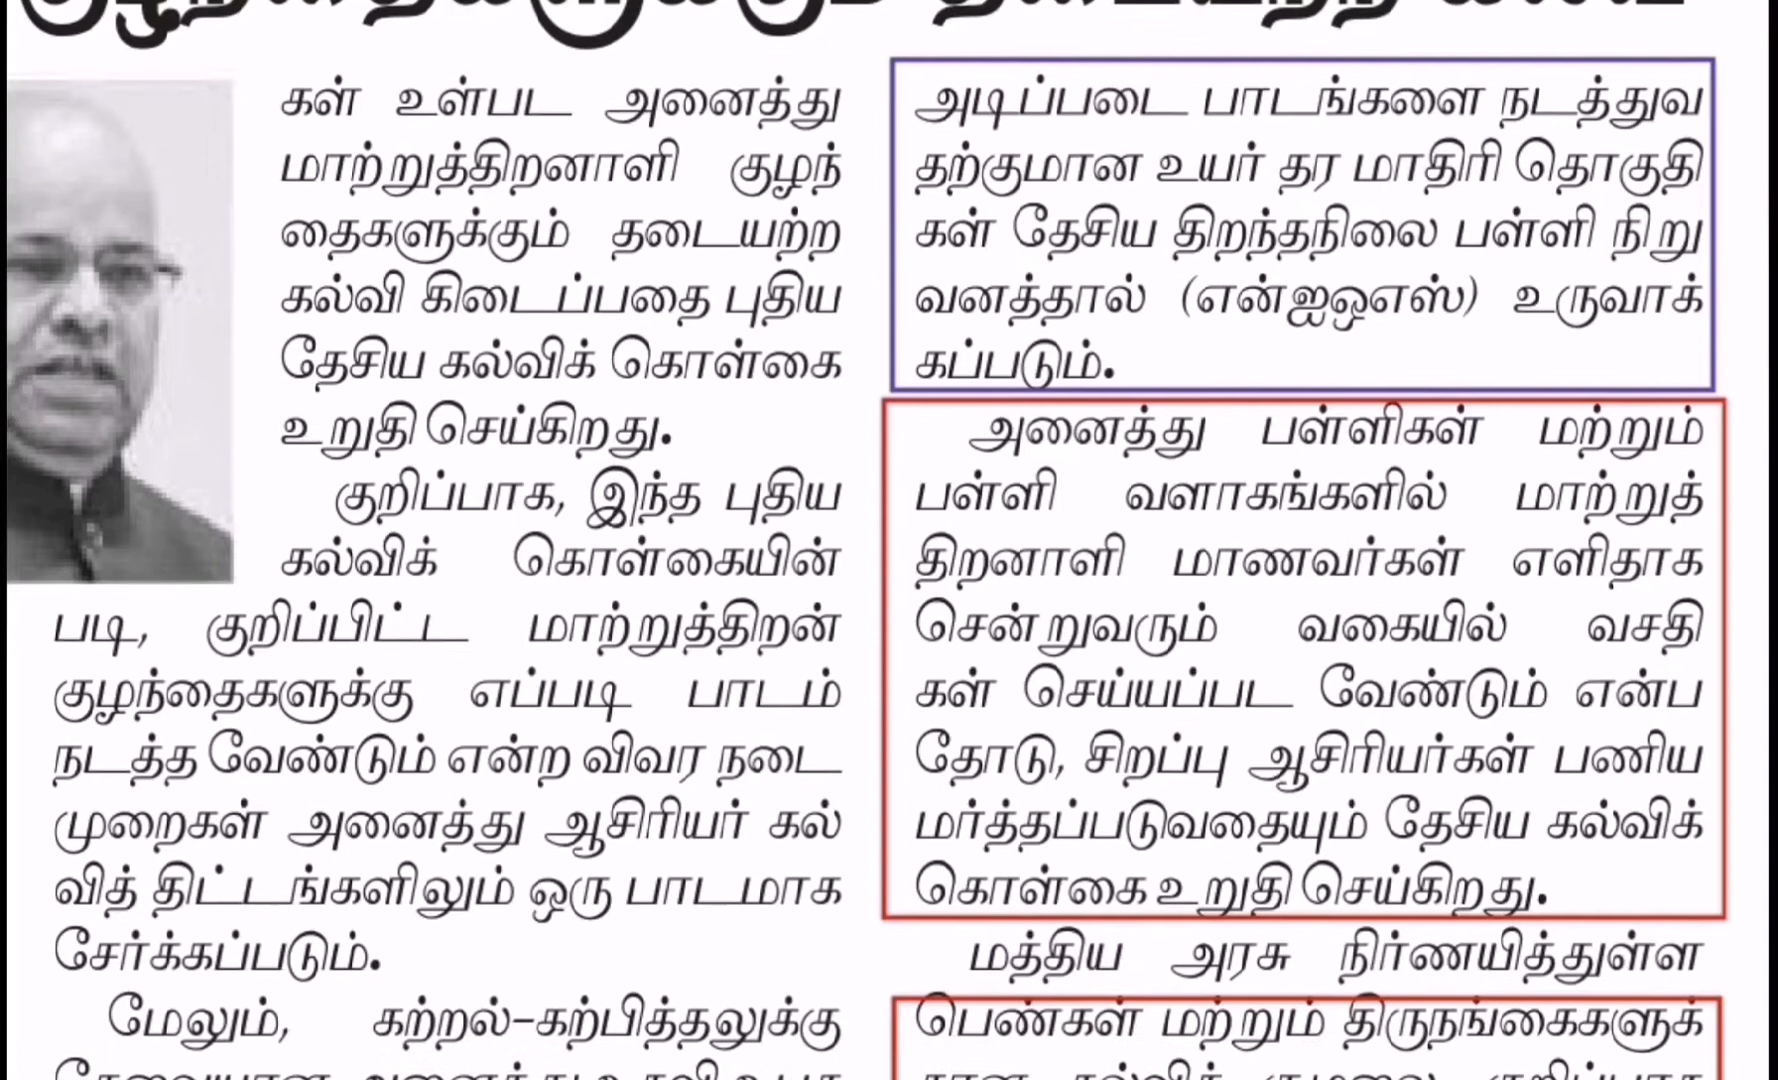 கள் உள்பட அனைத்து
மாற்றுத்திறனாளி குழந்
தைகளுக்கும் தடையற்ற
கல்வி கிடைப்பதை புதிய
தேசிய கல்விக் கொள்கை
உறுதி செய்கிறது.
குறிப்பாக, இந்த புதிய
கல்விக் கொள்கையின்
படி, குறிப்பிட்ட மாற்றுத்திறன்
குழந்தைகளுக்கு எப்படி பாடம்
நடத்த வேண்டும் என்ற விவர நடை
முறைகள் அனைத்து ஆசிரியர் கல்
வித் திட்டங்களிலும் ஒரு பாடமாக
சேர்க்கப்படும்.
மேலும், கற்றல்-கற்பித்தலுக்கு
அடிப்படை பாடங்களை நடத்துவ
தற்குமான உயர் தர மாதிரி தொகுதி
கள் தேசிய திறந்தநிலை பள்ளி நிறு
வனத்தால் (என்ஐஓஎஸ்) உருவாக்
கப்படும்.
அனைத்து பள்ளிகள் மற்றும்
பள்ளி வளாகங்களில் மாற்றுத்
திறனாளி மாணவர்கள் எளிதாக
சென்றுவரும் வகையில் வசதி
கள் செய்யப்பட வேண்டும் என்ப
தோடு, சிறப்பு ஆசிரியர்கள் பணிய
மர்த்தப்படுவதையும் தேசிய கல்விக்
கொள்கை உறுதி செய்கிறது.
மத்திய அரசு நிர்ணயித்துள்ள
பெண்கள் மற்றும் திருநங்கைகளுக்